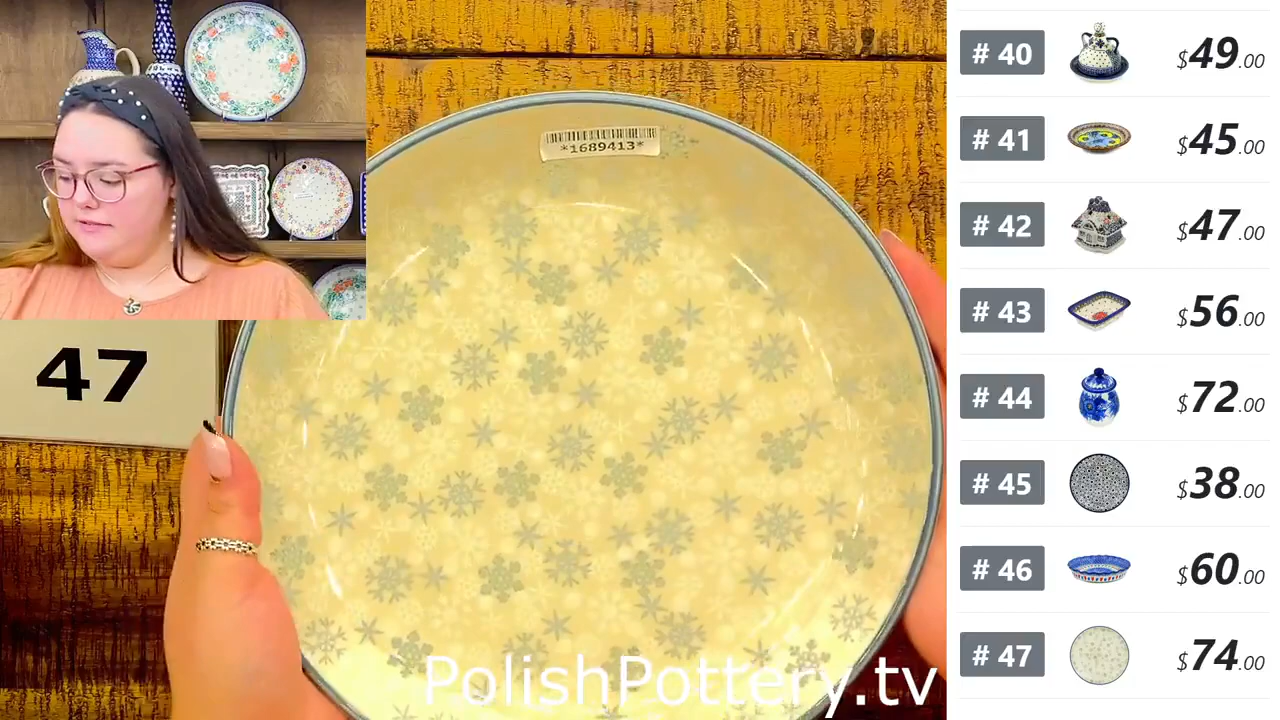 *1689413*
47
PolishPottery.tv
# 40 $49.00
# 41 $45.00
# 42 $47.00
# 43 $56.00
# 44 $72.00
# 45 $38.00
# 46 $60.00
# 47 $74.00